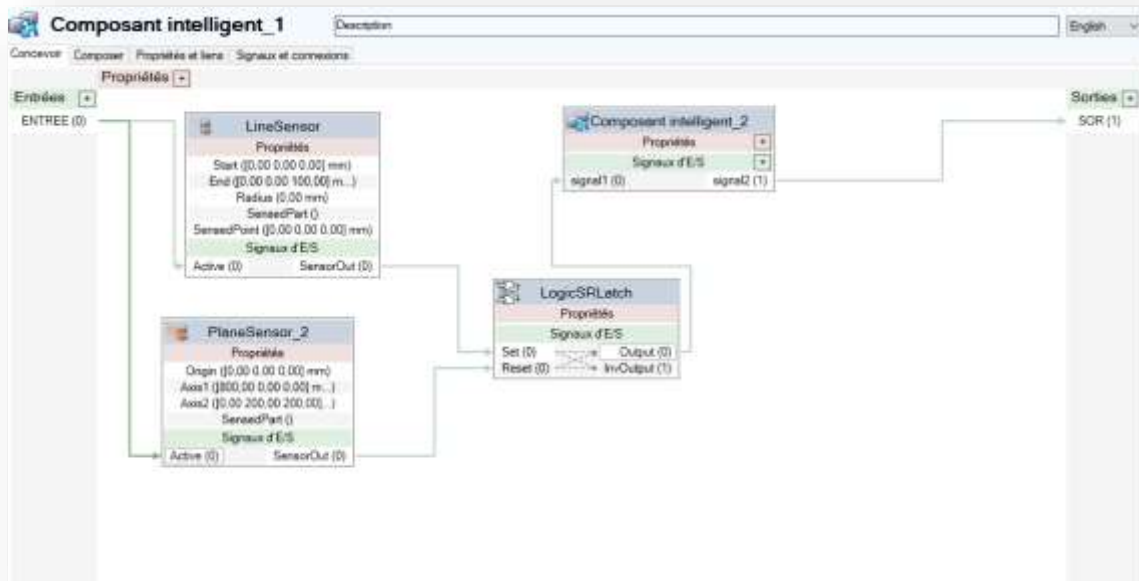 Composant intelligent_1
Description
English
Concevoir Composer Propriétés et liens Signaux et connexions
Propriétés +
Entrées +
Sorties +
ENTREE (0)
SOR (1)
LineSensor
Propriétés
Start ([0,00 0,00 0,00] mm)
End ([0,00 0,00 100,00] m...)
Radius (0,00 mm)
SensedPart ()
SensedPoint ([0,00 0,00 0,00] mm)
Signaux d'E/S
Active (0) SensorOut (0)
Composant intelligent_2
Propriétés +
Signaux d'E/S +
signal1 (0) signal2 (1)
LogicSRLatch
Propriétés
Signaux d'E/S
Set (0) Output (0)
Reset (0) InvOutput (1)
PlaneSensor_2
Propriétés
Origin ([0,00 0,00 0,00] mm)
Axis1 ([800,00 0,00 0,00] m...)
Axis2 ([0,00 200,00 200,00]...)
SensedPart ()
Signaux d'E/S
Active (0) SensorOut (0)